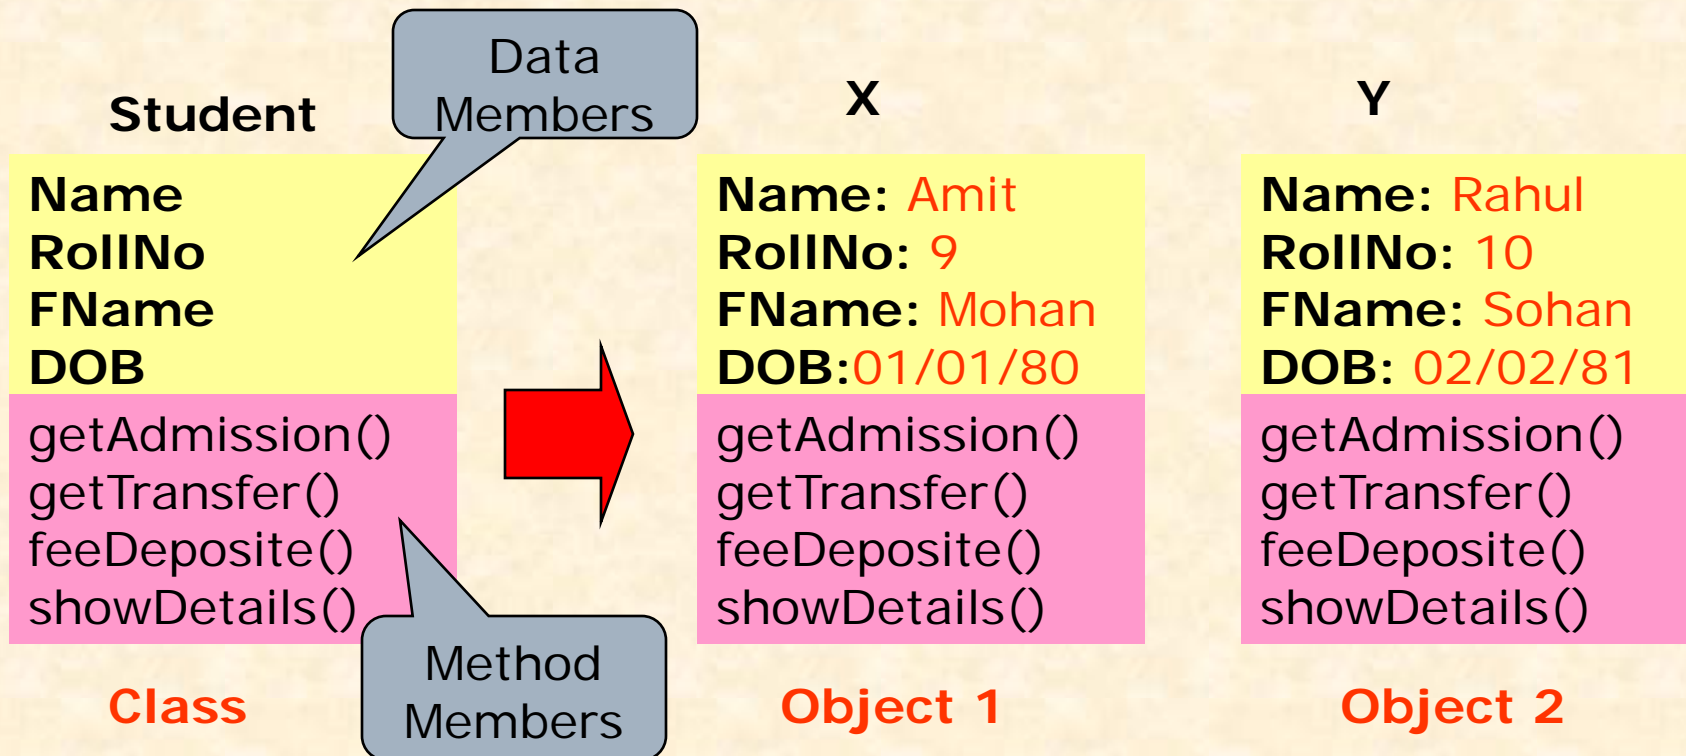 Student
Data
Members
Name
RollNo
FName
DOB
getAdmission()
getTransfer()
feeDeposite()
showDetails()
Method
Members
Class
X
Name: Amit
RollNo: 9
FName: Mohan
DOB:01/01/80
getAdmission()
getTransfer()
feeDeposite()
showDetails()
Object 1
Y
Name: Rahul
RollNo: 10
FName: Sohan
DOB: 02/02/81
getAdmission()
getTransfer()
feeDeposite()
showDetails()
Object 2